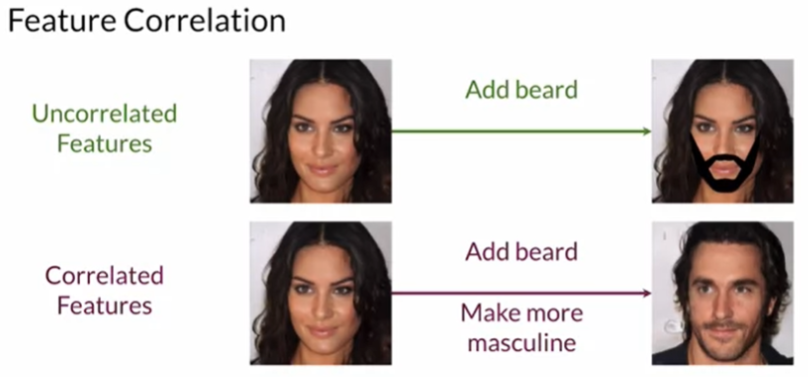 Feature Correlation
Uncorrelated
Features
Add beard
Correlated
Features
Add beard
Make more
masculine